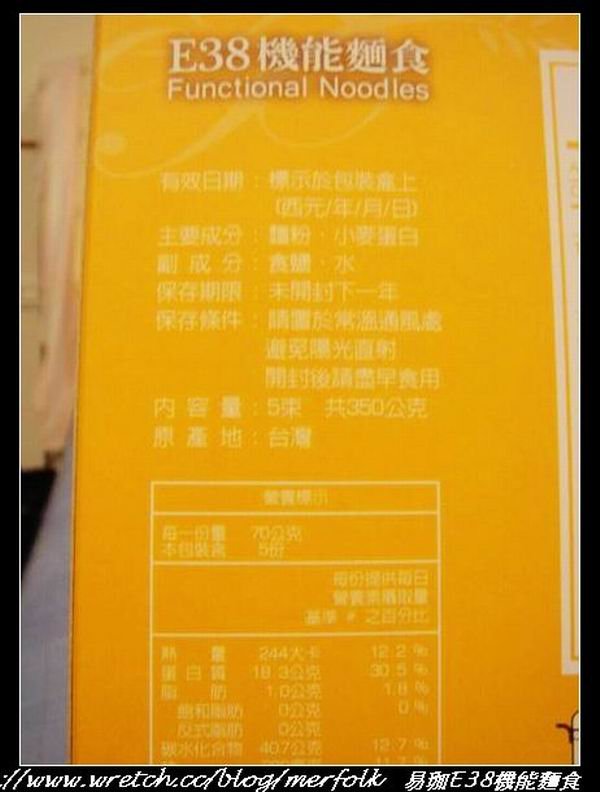 E38機能麵食
Functional Noodles
有效日期：標示於包裝盒上
(西元/年/月/日)
主要成分：麵粉、小麥蛋白
副成分：食鹽、水
保存期限：未開封下一年
保存條件：請置於常溫通風處
避免陽光直射
開封後請盡早食用
內容量：5束 共350公克
原產地：台灣
營養標示
每一份量 70公克
本包裝含 5份
每份提供每日
營養素攝取量
基準 # 之百分比
熱量 244大卡 12.2 %
蛋白質 18.3公克 30.5 %
脂肪 1.0公克 1.8 %
飽和脂肪 0公克 0 %
反式脂肪 0公克
碳水化合物 40.7公克 12.7 %
://www.wretch.cc/blog/merfolk 易珈E38機能麵食